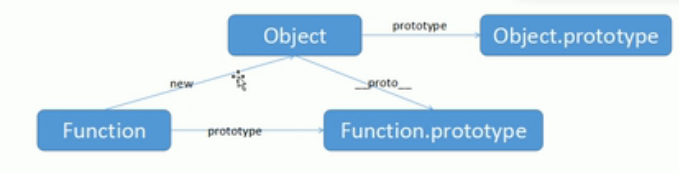 prototype
Object
Object.prototype
new
__proto__
Function
prototype
Function.prototype